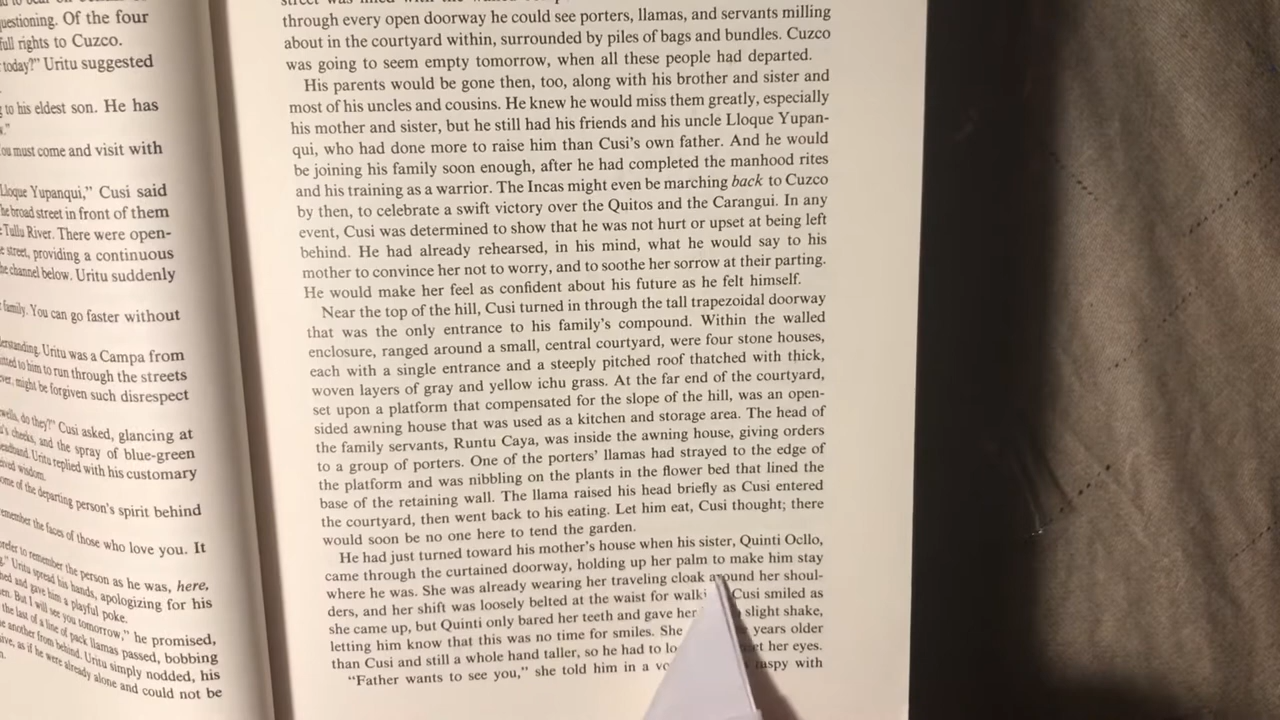 questioning. Of the four
full rights to Cuzco.
today?" Uritu suggested
to his eldest son. He has
You must come and visit with
Lloque Yupanqui," Cusi said
the broad street in front of them
Tullu River. There were open-
street, providing a continuous
the channel below. Uritu suddenly
family. You can go faster without
Uritu was a Campa from
to him to run through the streets
might be forgiven such disrespect
do they?" Cusi asked, glancing at
cheeks, and the spray of blue-green
Uritu replied with his customary
wisdom.
of the departing person's spirit behind
remember the faces of those who love you. It
prefer to remember the person as he was, here,
Uritu spread his hands, apologizing for his
and gave him a playful poke.
But I will see you tomorrow," he promised,
the last of a line of pack llamas passed, bobbing
another from behind. Uritu simply nodded, his
as if he were already alone and could not be
through every open doorway he could see porters, llamas, and servants milling
about in the courtyard within, surrounded by piles of bags and bundles. Cuzco
was going to seem empty tomorrow, when all these people had departed.
His parents would be gone then, too, along with his brother and sister and
most of his uncles and cousins. He knew he would miss them greatly, especially
his mother and sister, but he still had his friends and his uncle Lloque Yupan-
qui, who had done more to raise him than Cusi's own father. And he would
be joining his family soon enough, after he had completed the manhood rites
and his training as a warrior. The Incas might even be marching back to Cuzco
by then, to celebrate a swift victory over the Quitos and the Carangui. In any
event, Cusi was determined to show that he was not hurt or upset at being left
behind. He had already rehearsed, in his mind, what he would say to his
mother to convince her not to worry, and to soothe her sorrow at their parting.
He would make her feel as confident about his future as he felt himself.
Near the top of the hill, Cusi turned in through the tall trapezoidal doorway
that was the only entrance to his family's compound. Within the walled
enclosure, ranged around a small, central courtyard, were four stone houses,
each with a single entrance and a steeply pitched roof thatched with thick,
woven layers of gray and yellow ichu grass. At the far end of the courtyard,
set upon a platform that compensated for the slope of the hill, was an open-
sided awning house that was used as a kitchen and storage area. The head of
the family servants, Runtu Caya, was inside the awning house, giving orders
to a group of porters. One of the porters' llamas had strayed to the edge of
the platform and was nibbling on the plants in the flower bed that lined the
base of the retaining wall. The llama raised his head briefly as Cusi entered
the courtyard, then went back to his eating. Let him eat, Cusi thought; there
would soon be no one here to tend the garden.
He had just turned toward his mother's house when his sister, Quinti Ocllo,
came through the curtained doorway, holding up her palm to make him stay
where he was. She was already wearing her traveling cloak around her shoul-
ders, and her shift was loosely belted at the waist for Cusi smiled as
she came up, but Quinti only bared her teeth and gave her slight shake,
letting him know that this was no time for smiles. She years older
than Cusi and still a whole hand taller, so he had to her eyes.
"Father wants to see you," she told him in a with